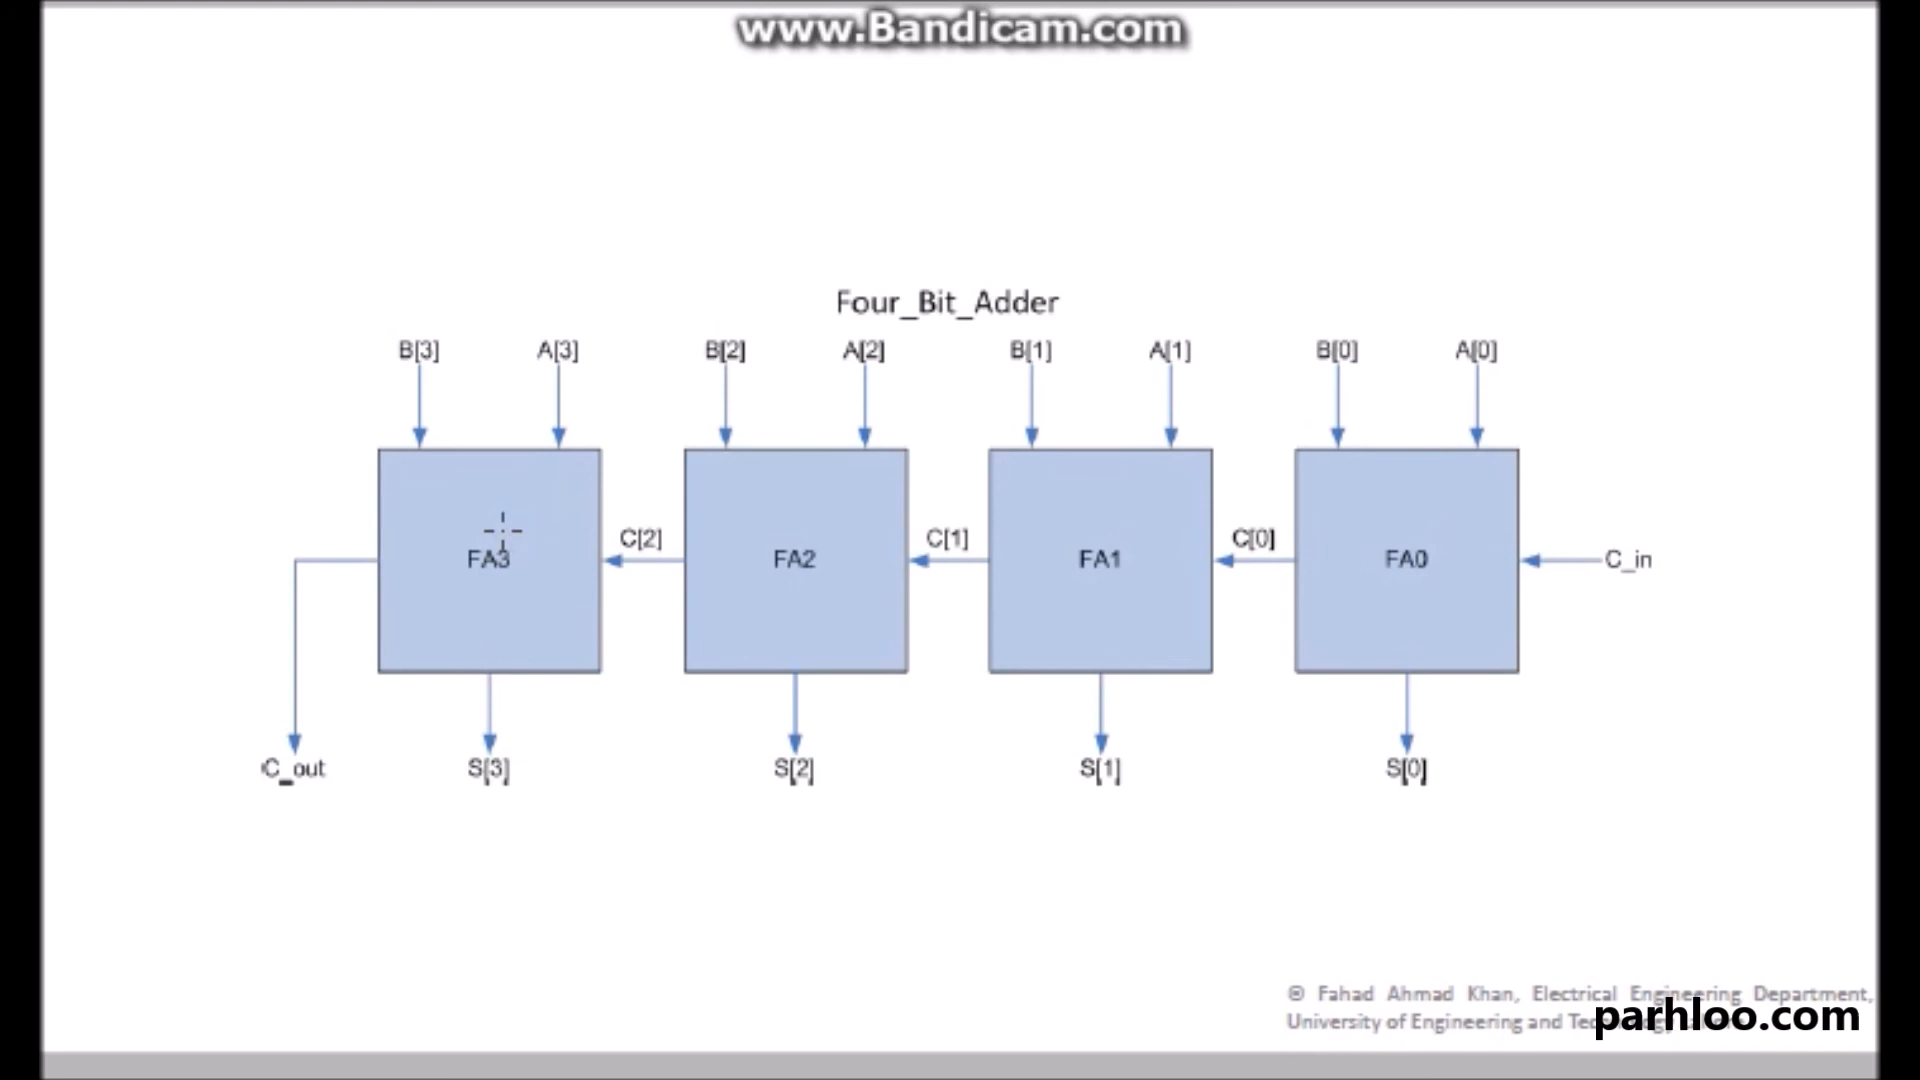 www.Bandicam.com
Four_Bit_Adder
B[3] A[3] B[2] A[2] B[1] A[1] B[0] A[0]
C[2] C[1] C[0]
FA3 FA2 FA1 FA0 C_in
C_out S[3] S[2] S[1] S[0]
© Fahad Ahmad Khan, Electrical Engineering Department,
University of Engineering and
parhloo.com